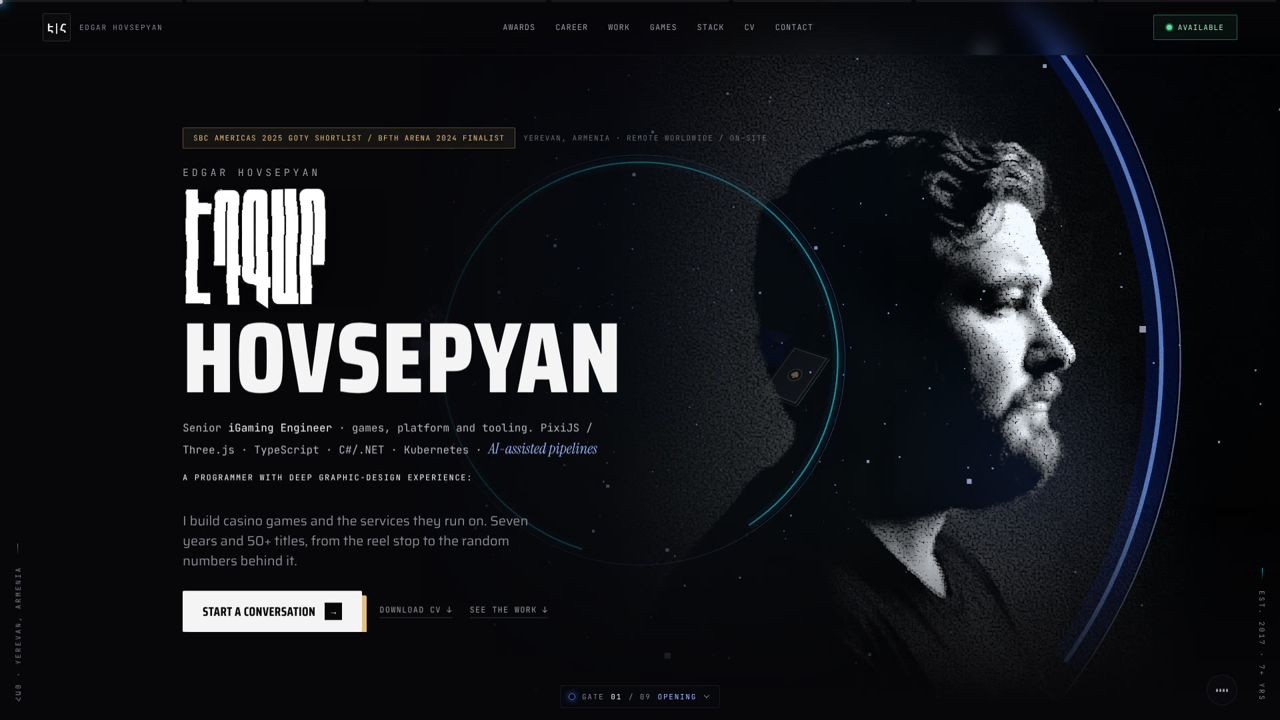 ԷՀ
EDGAR HOVSEPYAN
AWARDS
CAREER
WORK
GAMES
STACK
CV
CONTACT
AVAILABLE
SBC AMERICAS 2025 GOTY SHORTLIST / BFTH ARENA 2024 FINALIST
YEREVAN, ARMENIA · REMOTE WORLDWIDE / ON-SITE
EDGAR HOVSEPYAN
Էդգար
HOVSEPYAN
Senior iGaming Engineer · games, platform and tooling. PixiJS /
Three.js · TypeScript · C#/.NET · Kubernetes · AI-assisted pipelines
A PROGRAMMER WITH DEEP GRAPHIC-DESIGN EXPERIENCE:
I build casino games and the services they run on. Seven
years and 50+ titles, from the reel stop to the random
numbers behind it.
START A CONVERSATION →
DOWNLOAD CV ↓
SEE THE WORK ↓
GATE 01 / 09 OPENING
ՀԱՅ · YEREVAN, ARMENIA
EST. 2017 · 7+ YRS